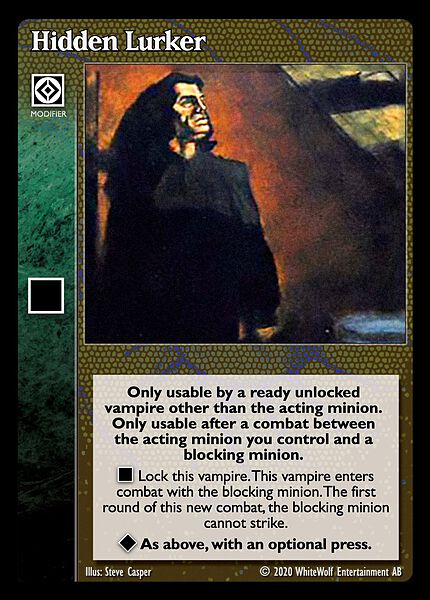 Hidden Lurker
MODIFIER
Only usable by a ready unlocked
vampire other than the acting minion.
Only usable after a combat between
the acting minion you control and a
blocking minion.
Lock this vampire. This vampire enters
combat with the blocking minion. The first
round of this new combat, the blocking minion
cannot strike.
As above, with an optional press.
Illus: Steve Casper © 2020 WhiteWolf Entertainment AB